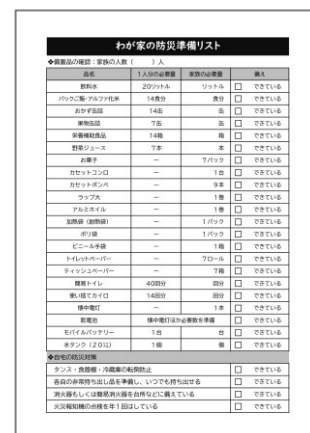 わが家の防災準備リスト
❖備蓄品の確認：家族の人数（　　　）人
品名 1人分の必要量 家族の必要量 備え
飲料水 20リットル リットル □ できている
パックご飯・アルファ化米 14食分 食分 □ できている
おかず缶詰 14缶 缶 □ できている
果物缶詰 7缶 缶 □ できている
栄養補助食品 14箱 箱 □ できている
野菜ジュース 7本 本 □ できている
お菓子 － 7パック □ できている
カセットコンロ － 1台 □ できている
カセットボンベ － 9本 □ できている
ラップ大 － 1巻 □ できている
アルミホイル － 1巻 □ できている
加熱袋（耐熱袋） － 1パック □ できている
ポリ袋 － 1パック □ できている
ビニール手袋 － 1箱 □ できている
トイレットペーパー － 7ロール □ できている
ティッシュペーパー － 7箱 □ できている
簡易トイレ 40回分 回分 □ できている
使い捨てカイロ 14回分 回分 □ できている
懐中電灯 － 1本 □ できている
乾電池 懐中電灯ほか必要数を準備 □ できている
モバイルバッテリー 1台 台 □ できている
水タンク（20㍑） 1個 個 □ できている
❖自宅の防災対策
タンス・食器棚・冷蔵庫の転倒防止 □ できている
各自の非常持ち出し品を準備し、いつでも持ち出せる □ できている
消火器もしくは簡易消火器を台所などに備えている □ できている
火災報知機の点検を年1回はしている □ できている